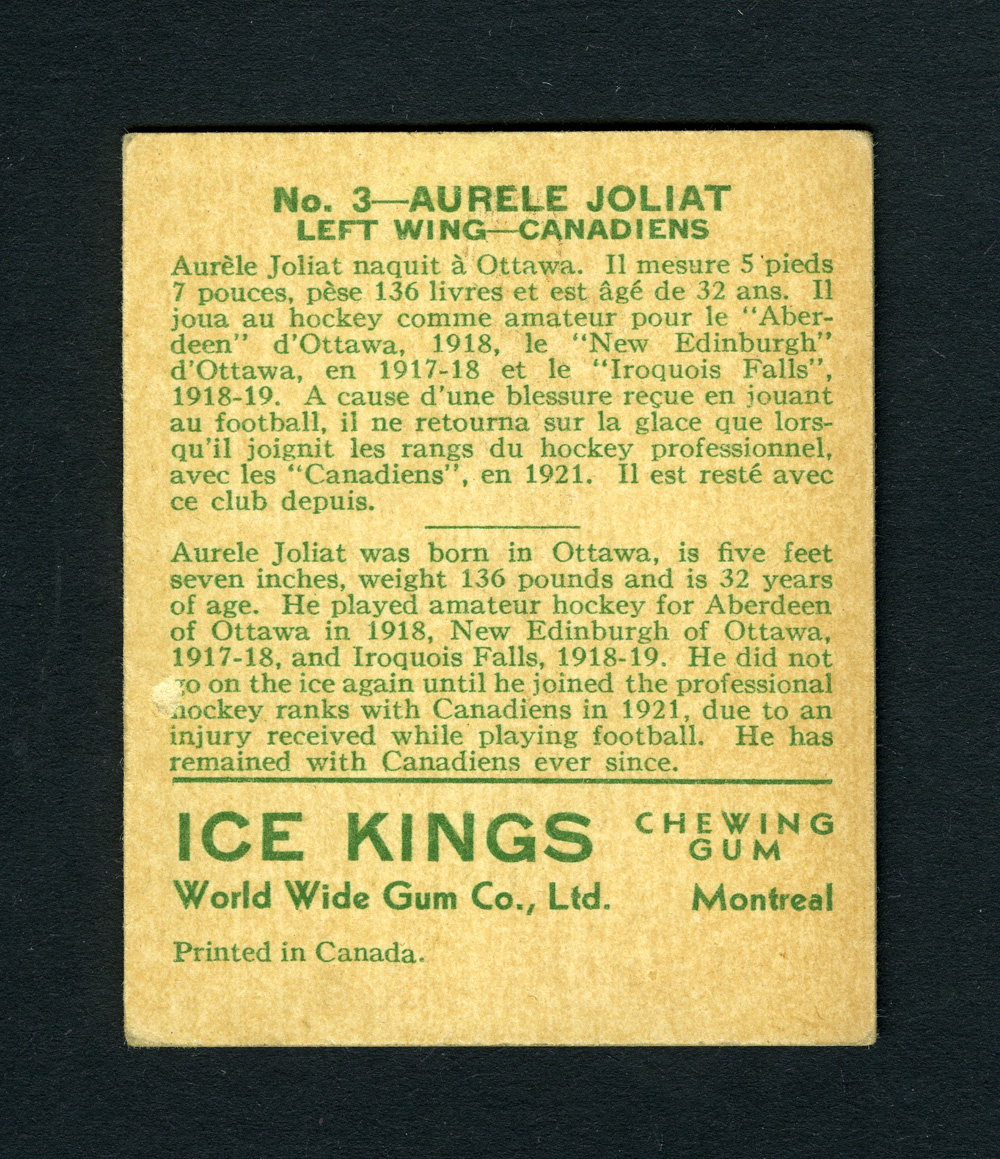 No. 3—AURELE JOLIAT
LEFT WING—CANADIENS
Aurèle Joliat naquit à Ottawa. Il mesure 5 pieds
7 pouces, pèse 136 livres et est âgé de 32 ans. Il
joua au hockey comme amateur pour le "Aber-
deen" d'Ottawa, 1918, le "New Edinburgh"
d'Ottawa, en 1917-18 et le "Iroquois Falls",
1918-19. A cause d'une blessure reçue en jouant
au football, il ne retourna sur la glace que lors-
qu'il joignit les rangs du hockey professionnel,
avec les "Canadiens", en 1921. Il est resté avec
ce club depuis.
Aurele Joliat was born in Ottawa, is five feet
seven inches, weight 136 pounds and is 32 years
of age. He played amateur hockey for Aberdeen
of Ottawa in 1918, New Edinburgh of Ottawa,
1917-18, and Iroquois Falls, 1918-19. He did not
go on the ice again until he joined the professional
hockey ranks with Canadiens in 1921, due to an
injury received while playing football. He has
remained with Canadiens ever since.
ICE KINGS CHEWING GUM
World Wide Gum Co., Ltd. Montreal
Printed in Canada.